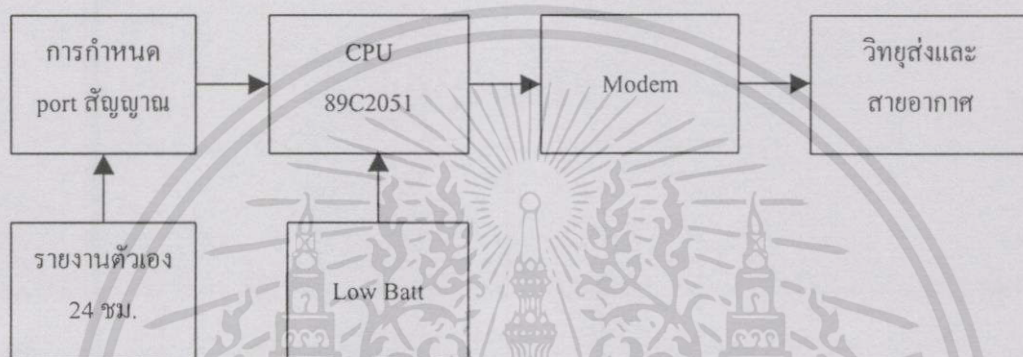 การกำหนด
port สัญญาณ
CPU
89C2051
Modem
วิทยุส่งและ
สายอากาศ
รายงานตัวเอง
24 ชม.
Low Batt